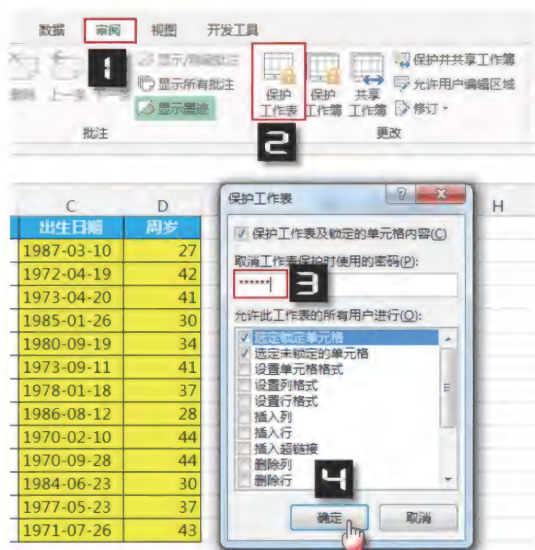 数据 审阅 视图 开发工具
1
显示所有批注
显示墨迹
上一条
批注
保护工作表
保护工作簿
共享工作簿
保护并共享工作簿
允许用户编辑区域
修订
更改
2
C D H
出生日期 周岁
1987-03-10 27
1972-04-19 42
1973-04-20 41
1985-01-26 30
1980-09-19 34
1973-09-11 41
1978-01-18 37
1986-08-12 28
1970-02-10 44
1970-09-28 44
1984-06-23 30
1977-05-23 37
1971-07-26 43
保护工作表
保护工作表及锁定的单元格内容(C)
取消工作表保护时使用的密码(P):
****** 3
允许此工作表的所有用户进行(O):
选定锁定单元格
选定未锁定的单元格
设置单元格格式
设置列格式
设置行格式
插入列
插入行
插入超链接
删除列
删除行
4
确定 取消